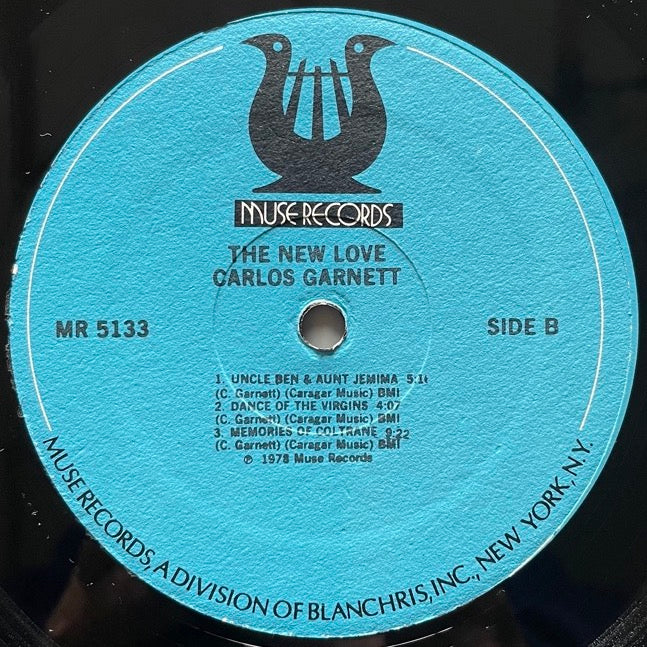 MUSE RECORDS
THE NEW LOVE
CARLOS GARNETT
MR 5133
SIDE B
1. UNCLE BEN & AUNT JEMIMA
(C. Garnett) (Caragar Music) BMI
2. DANCE OF THE VIRGINS 4:07
(C. Garnett) (Caragar Music) BMI
3. MEMORIES OF COLTRANE 9:22
(C. Garnett) (Caragar Music) BMI
℗ 1978 Muse Records
MUSE RECORDS, A DIVISION OF BLANCHRIS, INC., NEW YORK, N.Y.